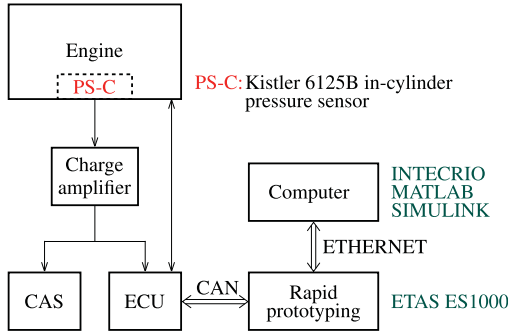 Engine
PS-C
PS-C: Kistler 6125B in-cylinder
pressure sensor
Charge
amplifier
Computer
INTECRIO
MATLAB
SIMULINK
ETHERNET
CAS
ECU
CAN
Rapid
prototyping
ETAS ES1000